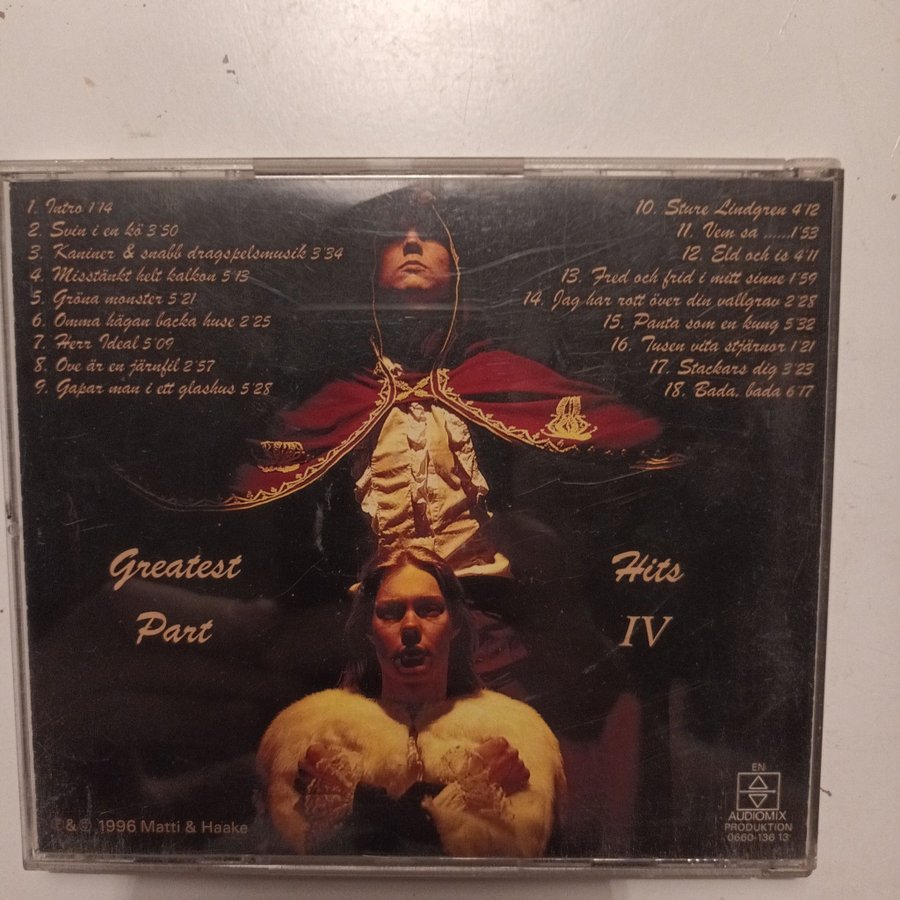 1. Intro 1'14
2. Svin i en kö 3'50
3. Kaniner & snabb dragspelsmusik 3'34
4. Misstänkt helt kalkon 5'13
5. Gröna monster 5'21
6. Omma hägan backa huse 2'25
7. Herr Ideal 5'09
8. Ove är en järnfil 2'57
9. Gapar man i ett glashus 5'28
10. Sture Lindgren 4'12
11. Vem sa ......1'53
12. Eld och is 4'11
13. Fred och frid i mitt sinne 1'59
14. Jag har rott över din vallgrav 2'28
15. Panta som en kung 5'32
16. Tusen vita stjärnor 1'21
17. Stackars dig 3'23
18. Bada, bada 6'17
Greatest Hits
Part IV
℗ & © 1996 Matti & Haake
EN
AUDIOMIX
PRODUKTION
0660-136 13